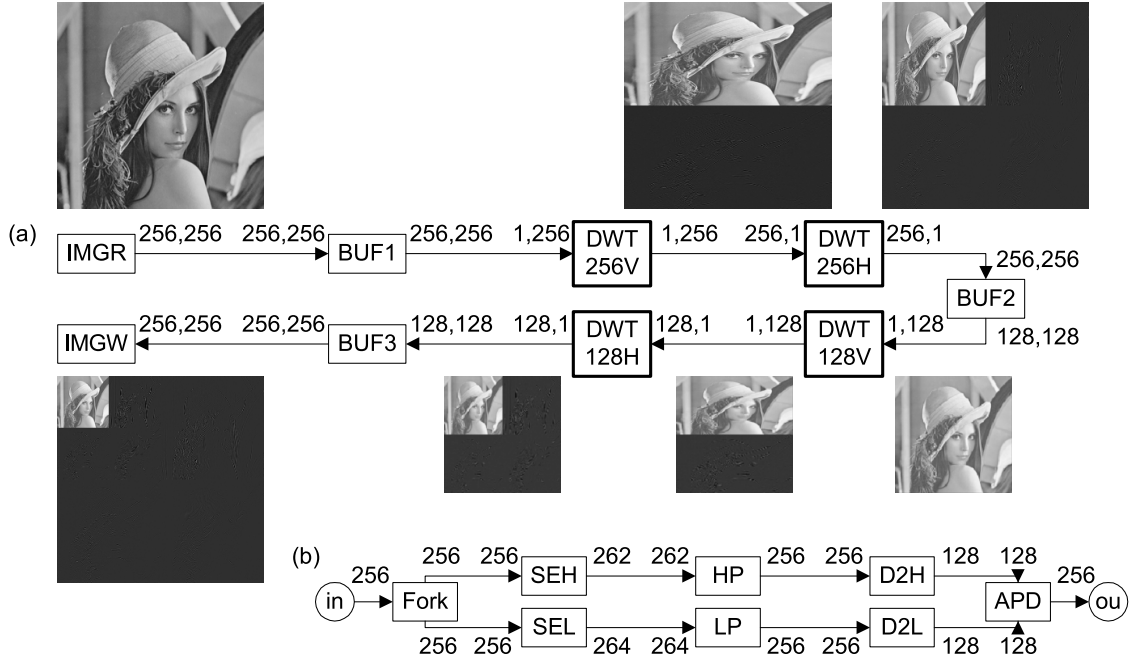 (a)
256,256 256,256 256,256 1,256 1,256 256,1 256,1
IMGR BUF1 DWT 256V DWT 256H
256,256
BUF2
128,128
256,256 256,256 128,128 128,1 128,1 1,128 1,128
IMGW BUF3 DWT 128H DWT 128V
(b)
256 256 256 262 262 256 256 128 128 256
SEH HP D2H
in Fork APD ou
SEL LP D2L
256 256 264 264 256 256 128 128